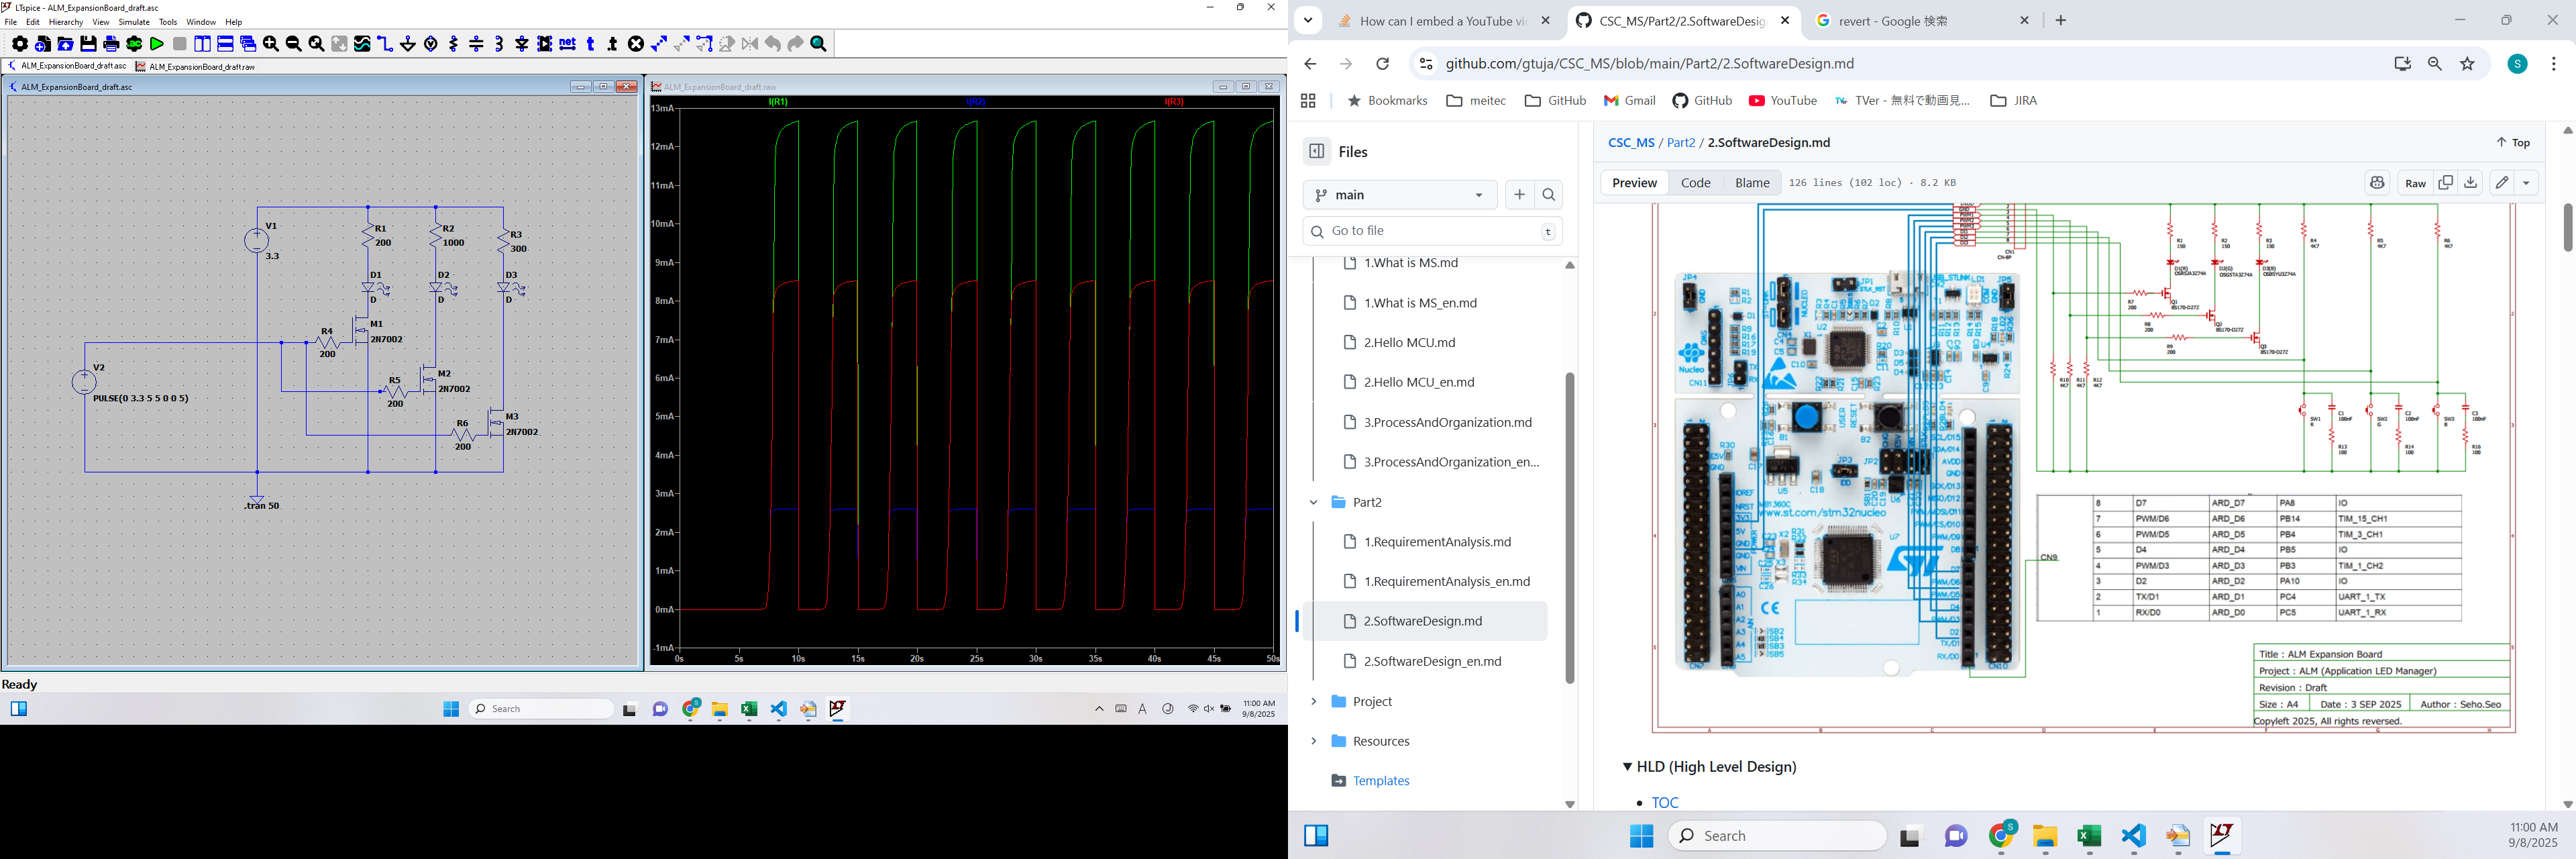 LTspice - ALM_ExpansionBoard_draft.asc
File Edit Hierarchy View Simulate Tools Window Help
ALM_ExpansionBoard_draft.asc
ALM_ExpansionBoard_draft.raw
ALM_ExpansionBoard_draft.asc
V1
3.3
R1
200
R2
1000
R3
300
D1
D
D2
D
D3
D
M1
2N7002
R4
200
M2
2N7002
R5
200
M3
2N7002
R6
200
V2
PULSE(0 3.3 5 5 0 0 5)
.tran 50
ALM_ExpansionBoard_draft.raw
I(R1)
I(R2)
I(R3)
13mA
12mA
11mA
10mA
9mA
8mA
7mA
6mA
5mA
4mA
3mA
2mA
1mA
0mA
-1mA
0s 5s 10s 15s 20s 25s 30s 35s 40s 45s 50s
Ready
Search
11:00 AM
9/8/2025
How can I embed a YouTube vi
CSC_MS/Part2/2.SoftwareDesig
revert - Google 検索
github.com/gtuja/CSC_MS/blob/main/Part2/2.SoftwareDesign.md
S
Bookmarks
meitec
GitHub
Gmail
GitHub
YouTube
TVer - 無料で動画見...
JIRA
Files
main
Go to file
t
1.What is MS.md
1.What is MS_en.md
2.Hello MCU.md
2.Hello MCU_en.md
3.ProcessAndOrganization.md
3.ProcessAndOrganization_en...
Part2
1.RequirementAnalysis.md
1.RequirementAnalysis_en.md
2.SoftwareDesign.md
2.SoftwareDesign_en.md
Project
Resources
Templates
CSC_MS / Part2 / 2.SoftwareDesign.md
Top
Preview Code Blame 126 lines (102 loc) · 8.2 KB
Raw
www.st.com/stm32nucleo
CN9
8 D7 ARD_D7 PA8 IO
7 PWM/D6 ARD_D6 PB14 TIM_15_CH1
6 PWM/D5 ARD_D5 PB4 TIM_3_CH1
5 D4 ARD_D4 PB5 IO
4 PWM/D3 ARD_D3 PB3 TIM_1_CH2
3 D2 ARD_D2 PA10 IO
2 TX/D1 ARD_D1 PC4 UART_1_TX
1 RX/D0 ARD_D0 PC5 UART_1_RX
Title : ALM Expansion Board
Project : ALM (Application LED Manager)
Revision : Draft
Size : A4 Date : 3 SEP 2025 Author : Seho.Seo
Copyleft 2025, All rights reversed.
HLD (High Level Design)
TOC
Search
11:00 AM
9/8/2025